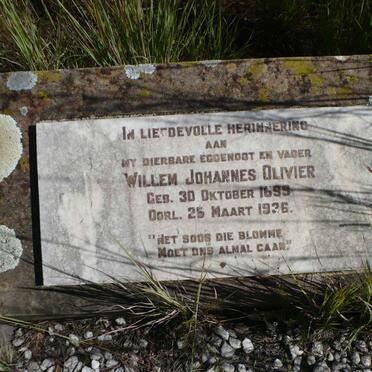 IN LIEFDEVOLLE HERINNERING
AAN
MY DIERBARE EGGENOOT EN VADER
WILLEM JOHANNES OLIVIER
GEB. 30 OKTOBER 1899
OORL. 25 MAART 1936.
"NET SOOS DIE BLOMME,
MOET ONS ALMAL GAAN"